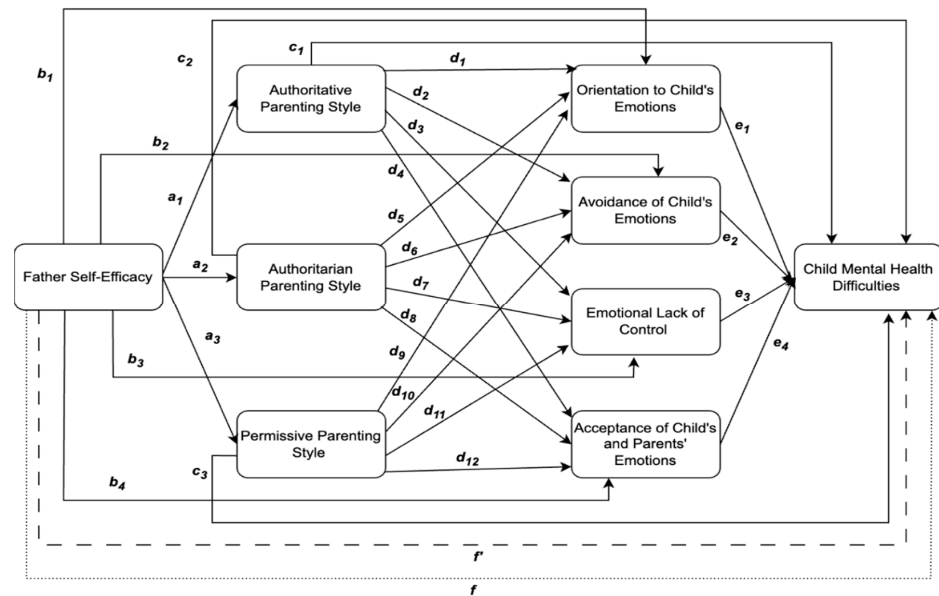 b1
c2
c1
d1
Authoritative
Parenting Style
Orientation to Child's
Emotions
d2
d3
e1
b2
d4
a1
Avoidance of Child's
Emotions
d5
e2
d6
Father Self-Efficacy
a2
Authoritarian
Parenting Style
Child Mental Health
Difficulties
d7
e3
d8
Emotional Lack of
Control
a3
e4
b3
d9
d10
d11
Permissive Parenting
Style
Acceptance of Child's
and Parents'
Emotions
d12
c3
b4
f'
f